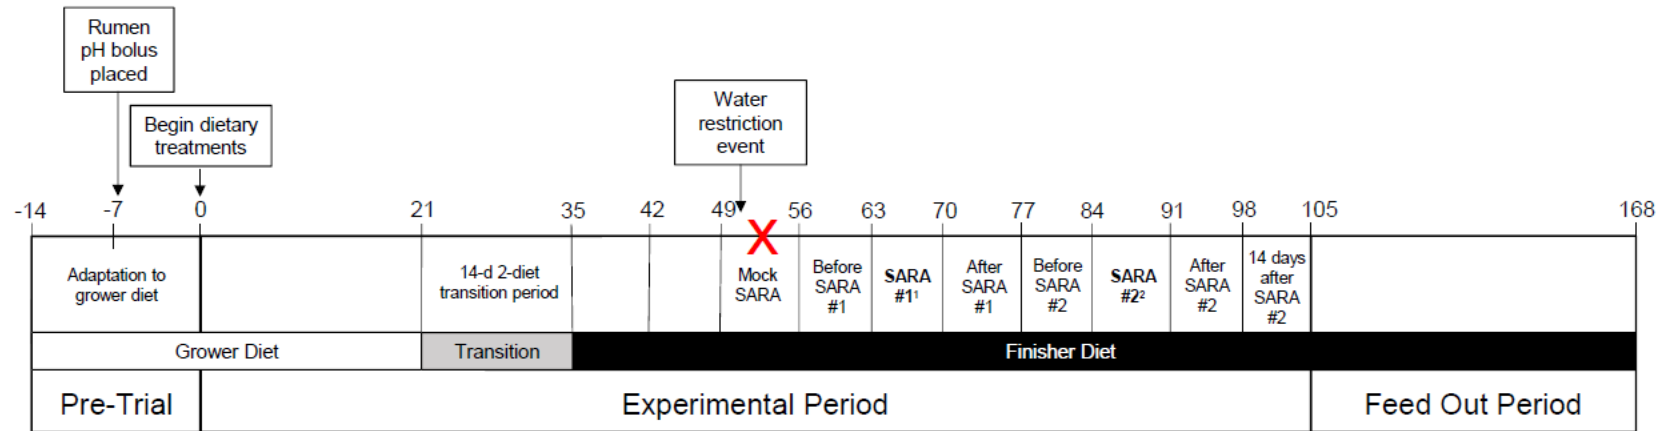 Rumen
pH bolus
placed
Begin dietary
treatments
Water
restriction
event
-14 -7 0 21 35 42 49 56 63 70 77 84 91 98 105 168
X
Adaptation to
grower diet
14-d 2-diet
transition period
Mock
SARA
Before
SARA
#1
SARA
#1¹
After
SARA
#1
Before
SARA
#2
SARA
#2²
After
SARA
#2
14 days
after
SARA
#2
Grower Diet Transition Finisher Diet
Pre-Trial Experimental Period Feed Out Period